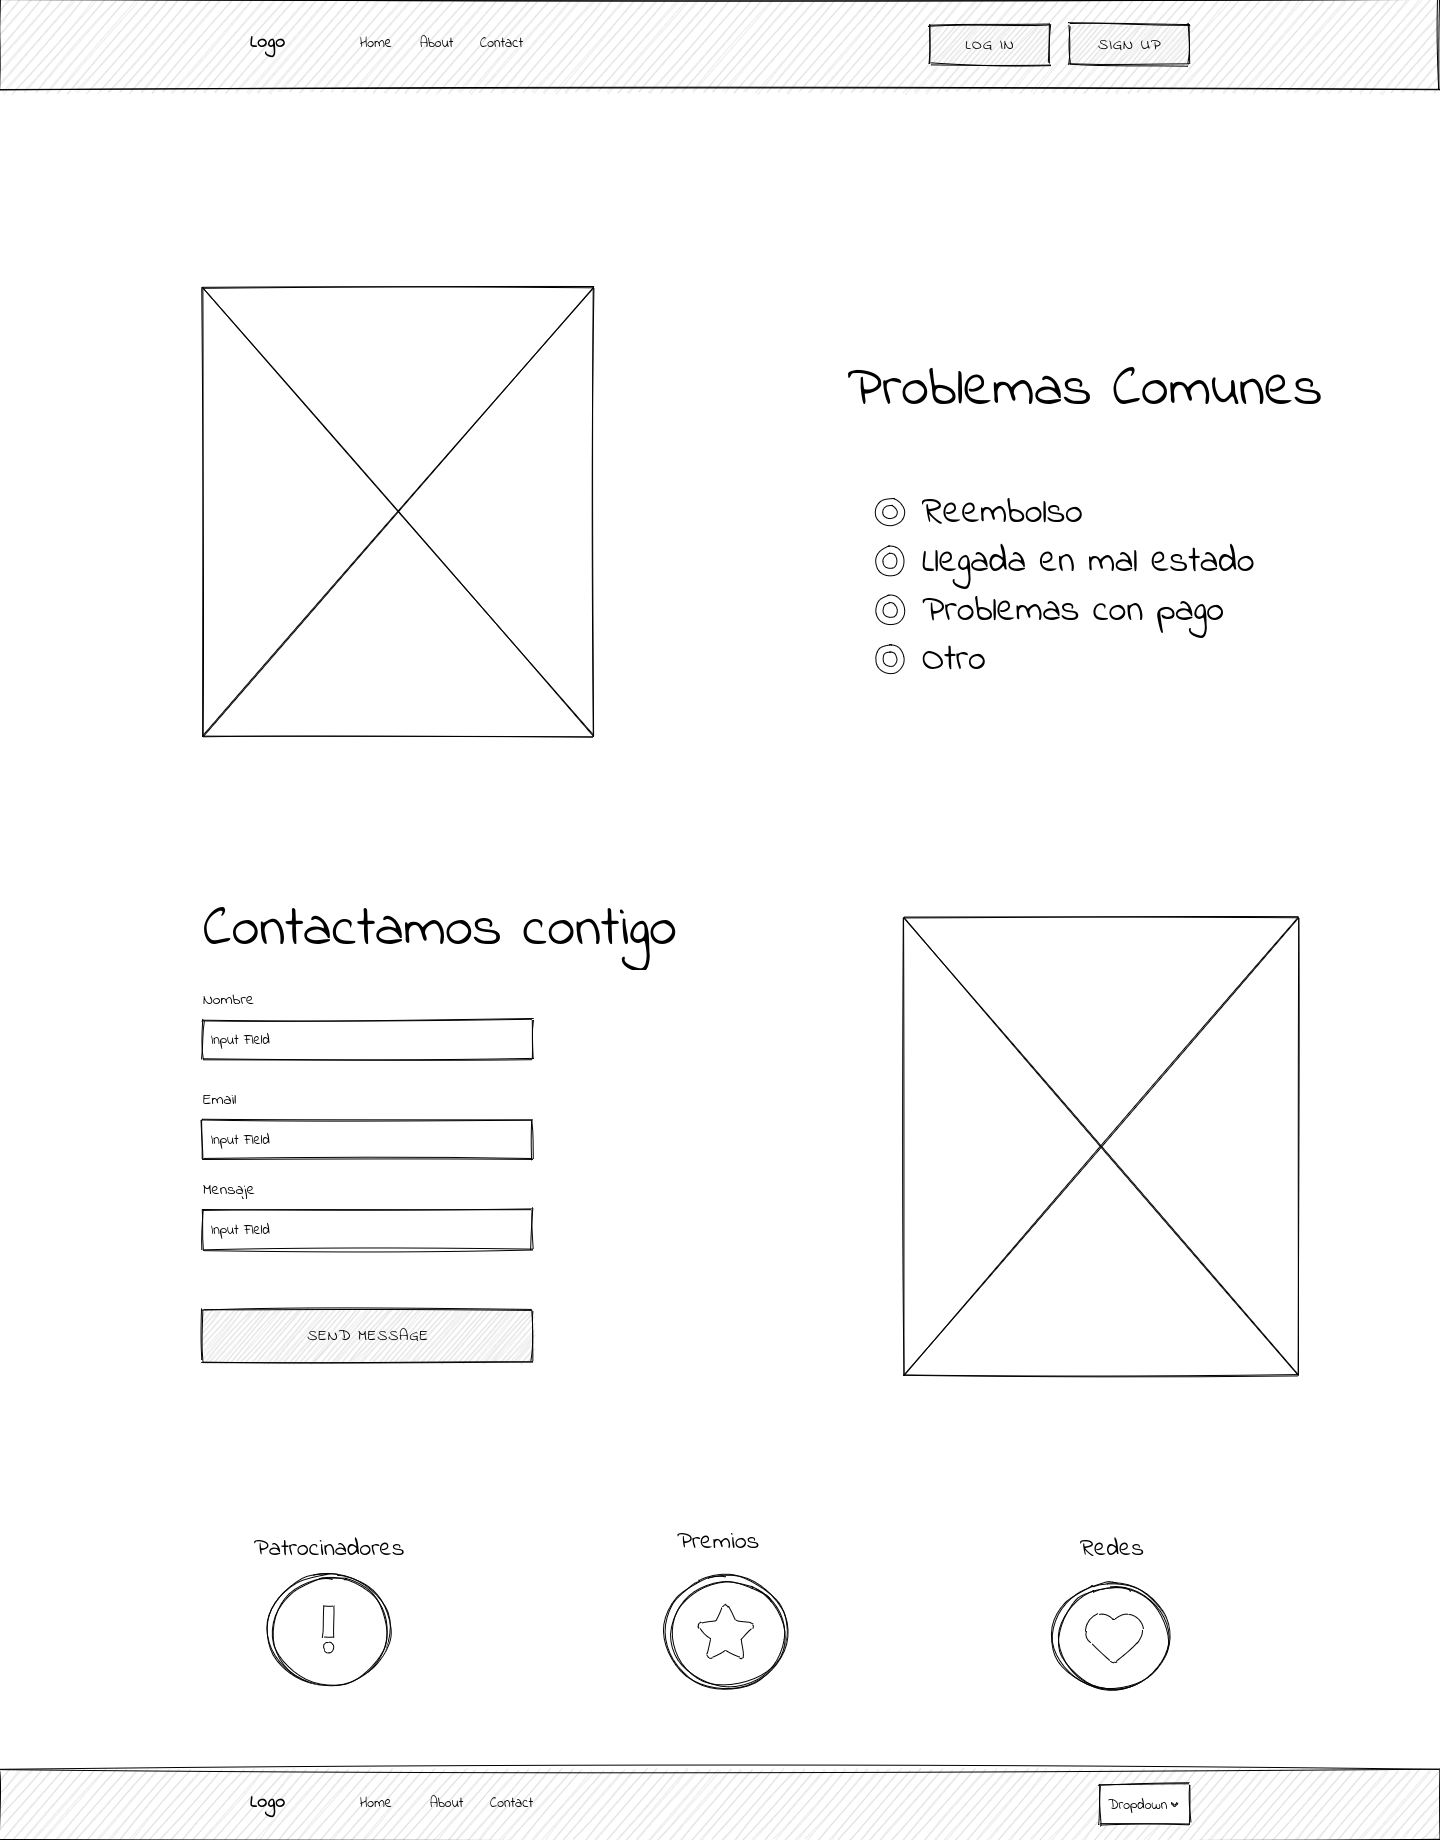 Logo Home About Contact LOG IN SIGN UP
Problemas Comunes
Reembolso
Llegada en mal estado
Problemas con pago
Otro
Contactamos contigo
Nombre
Input Field
Email
Input Field
Mensaje
Input Field
SEND MESSAGE
Patrocinadores Premios Redes
Logo Home About Contact Dropdown